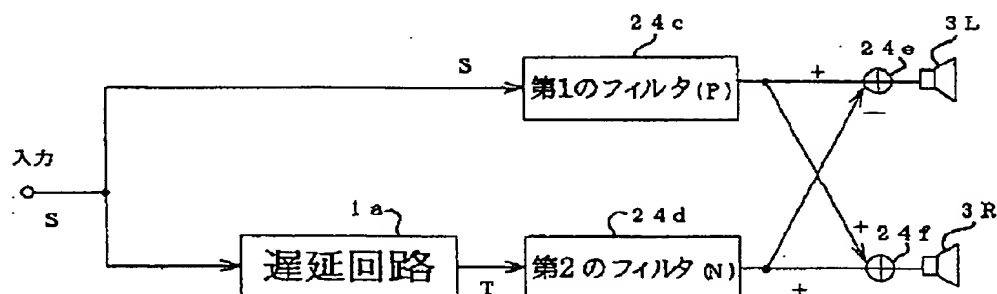 24c
3L
24e
S
第1のフィルタ(P)
+
−
入力
S
1a
24d
3R
24f
+
遅延回路
T
第2のフィルタ(N)
+